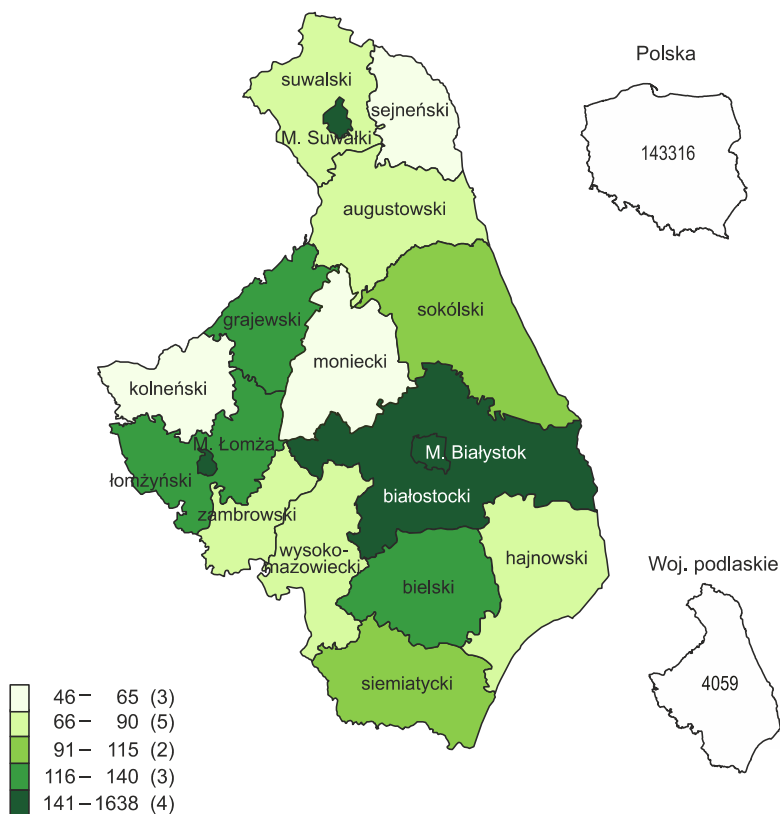 Polska
143316
suwalski
sejneński
M. Suwałki
augustowski
sokólski
grajewski
moniecki
kolneński
M. Łomża
łomżyński
M. Białystok
białostocki
zambrowski
wysoko-
mazowiecki
hajnowski
bielski
siemiatycki
Woj. podlaskie
4059
46 – 65 (3)
66 – 90 (5)
91 – 115 (2)
116 – 140 (3)
141 – 1638 (4)